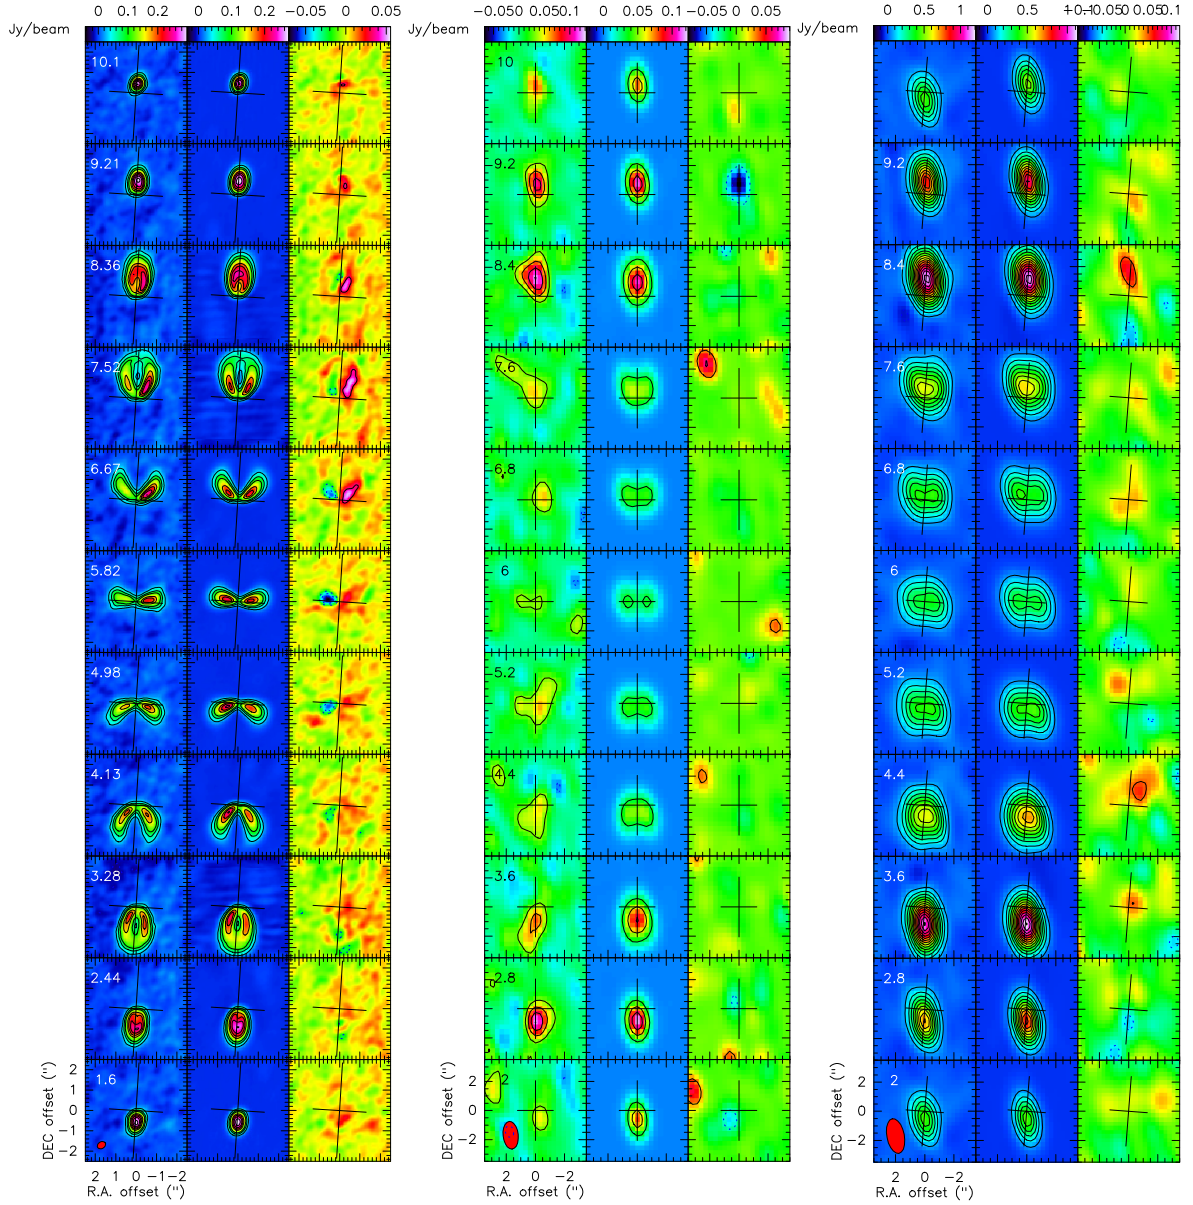 0 0.1 0.2 0 0.1 0.2 −0.05 0 0.05
−0.050 0.050.1 0 0.05 0.1 −0.05 0 0.05
0 0.5 1 0 0.5 −0.050 0.050.1
Jy/beam Jy/beam Jy/beam
10.1 10
9.21 9.2 9.2
8.36 8.4 8.4
7.52 7.6 7.6
6.67 6.8 6.8
5.82 6 6
4.98 5.2 5.2
4.13 4.4 4.4
3.28 3.6 3.6
2.44 2.8 2.8
1.6 2 2
DEC offset (")
2
1
0
−1
−2
DEC offset (")
2
0
−2
DEC offset (")
2
0
−2
2 1 0 −1−2
R.A. offset (")
2 0 −2
R.A. offset (")
2 0 −2
R.A. offset (")